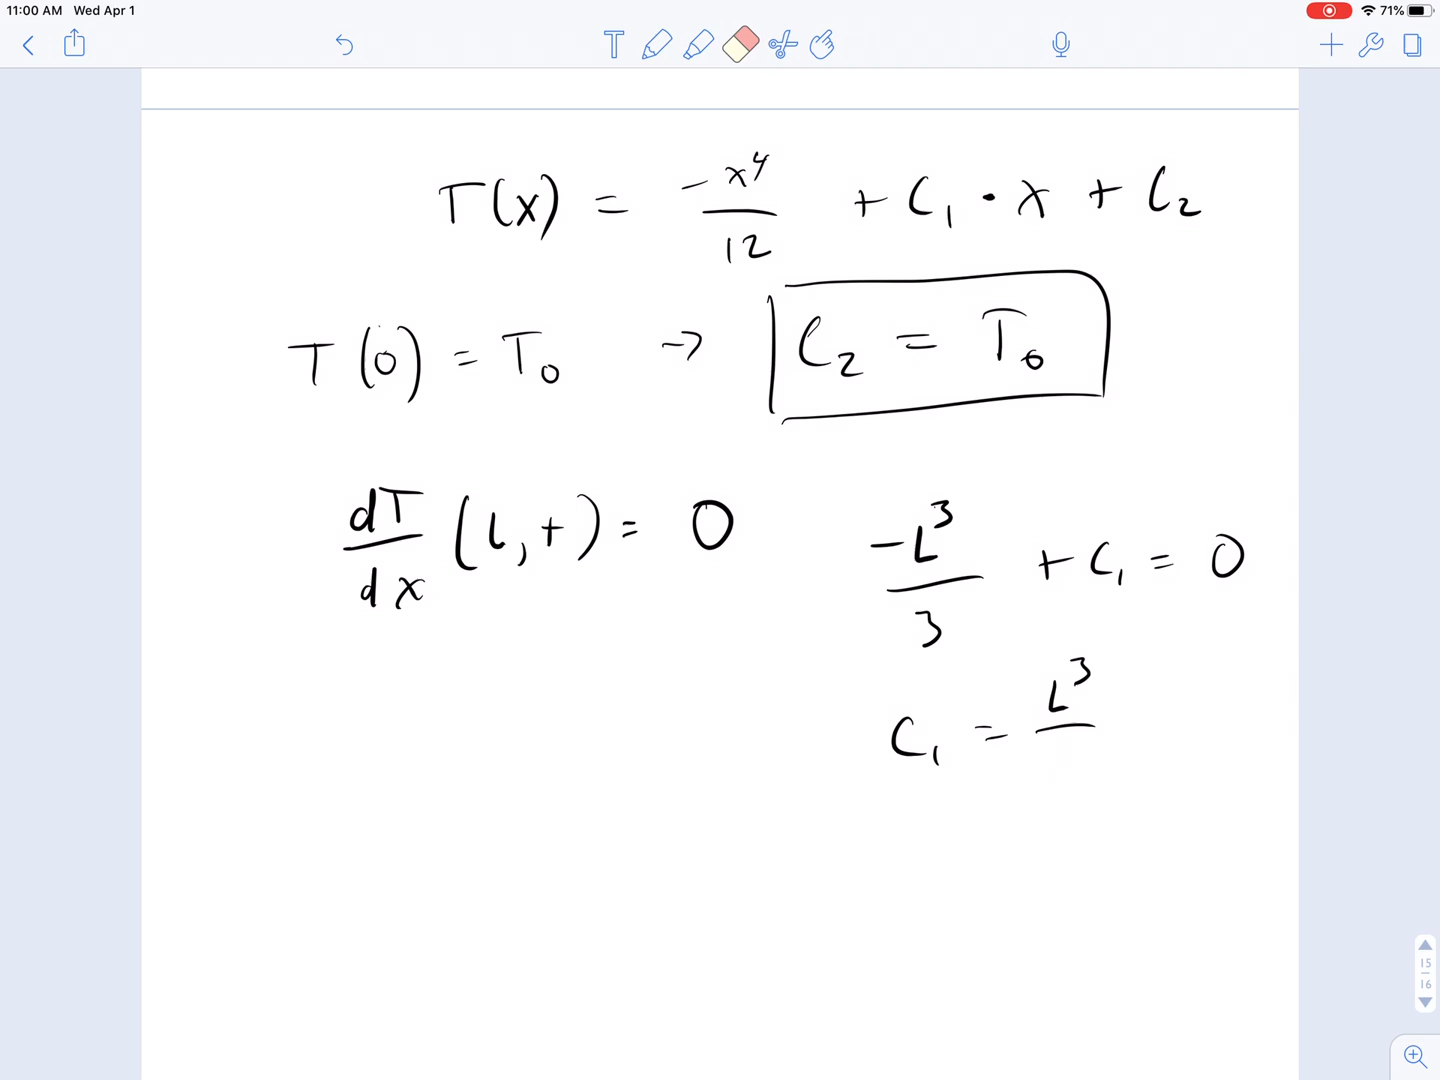 11:00 AM Wed Apr 1
71%
T
T(x) = -x⁴/12 + C₁ · x + C₂
T(0) = T₀ → C₂ = T₀
dT/dx (L,t) = 0
-L³/3 + C₁ = 0
C₁ = L³/
15
16